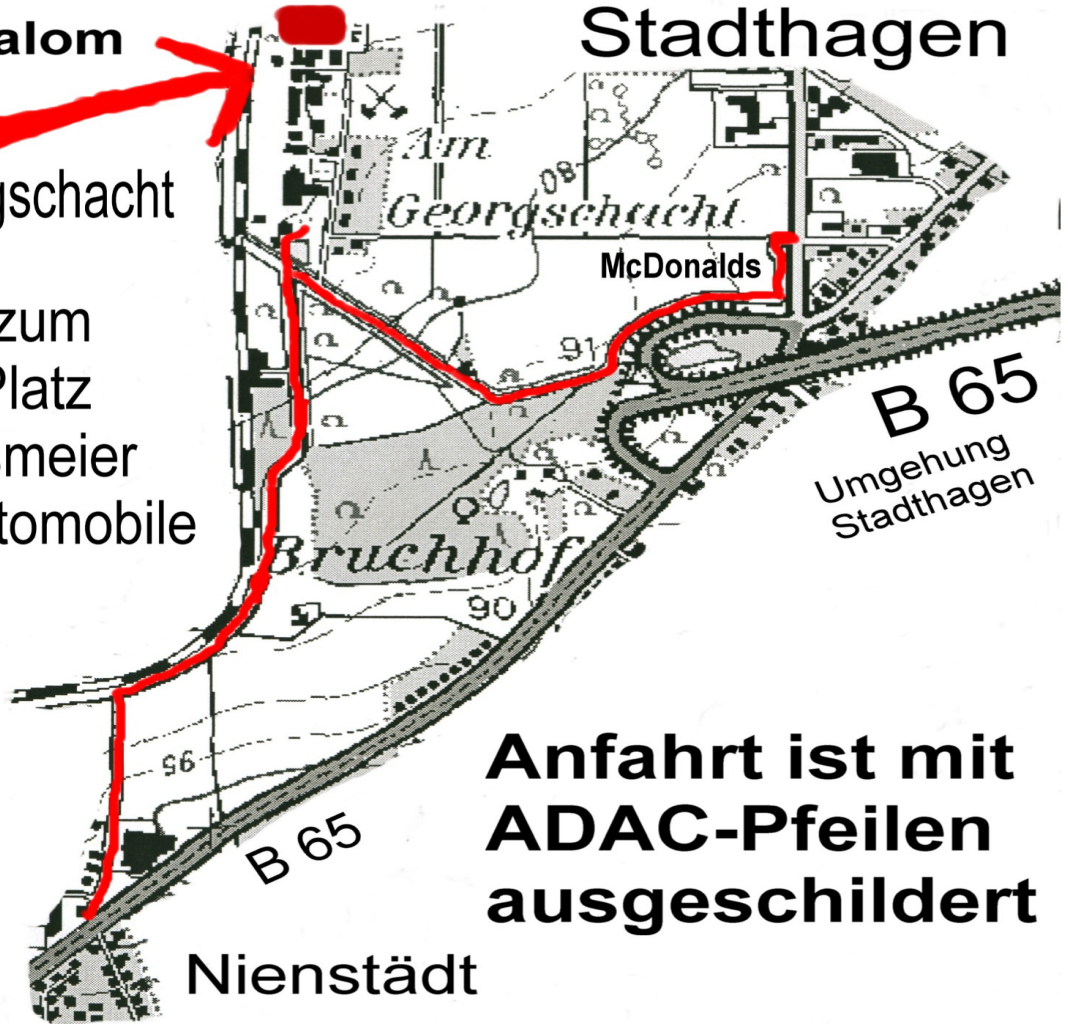 alom
Stadthagen
Am
Georgschacht
gschacht
80
McDonalds
zum
Platz
meier
tomobile
91
B 65
Umgehung
Stadthagen
Bruchhof
90
95
B 65
Anfahrt ist mit
ADAC-Pfeilen
ausgeschildert
Nienstädt